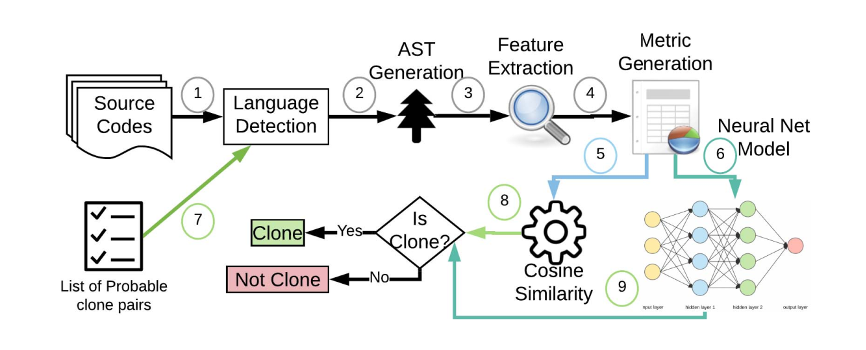 AST
Generation
Feature
Extraction
Metric
Generation
Source
Codes
1
Language
Detection
2
3
4
Neural Net
Model
5
6
7
8
Is
Clone?
Yes
Clone
No
Not Clone
List of Probable
clone pairs
Cosine
Similarity
9
nput layer
hidden layer 1
hidden layer 2
output layer